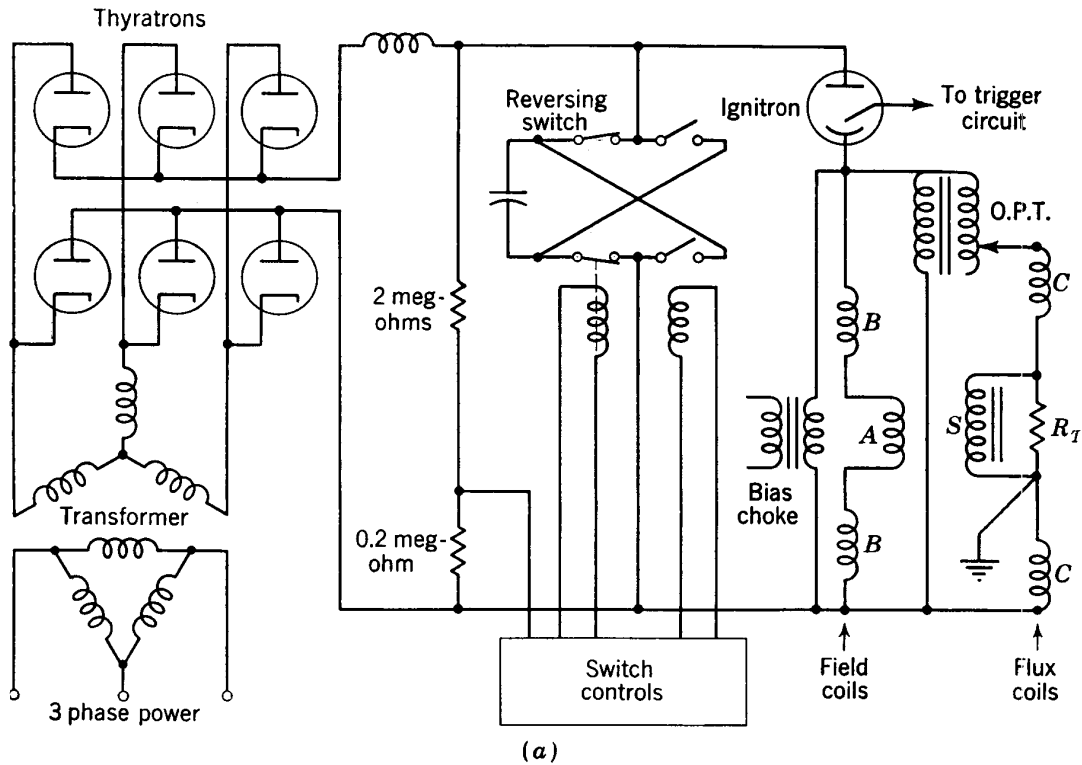 Thyratrons
Reversing
switch
Ignitron
To trigger
circuit
O.P.T.
C
2 meg-
ohms
B
S
R_I
A
Transformer
Bias
choke
0.2 meg-
ohm
B
C
Switch
controls
Field
coils
Flux
coils
3 phase power
(a)